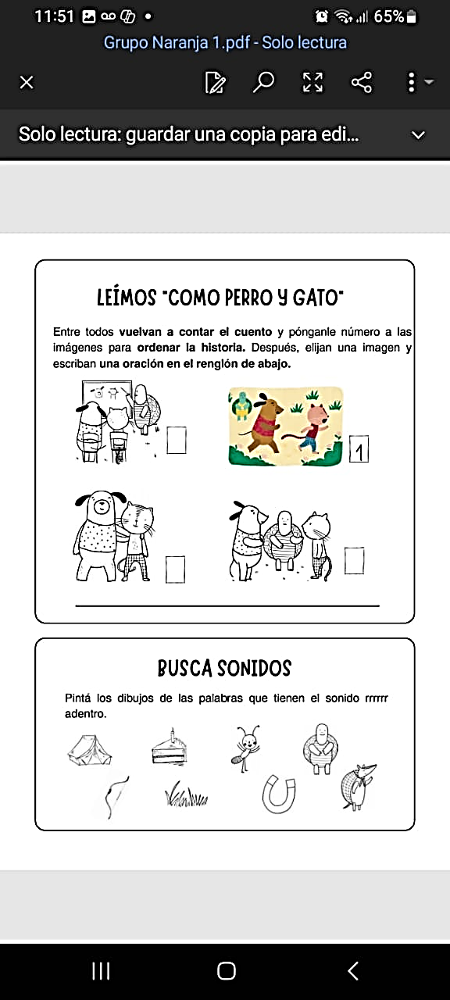 11:51
65%
Grupo Naranja 1.pdf - Solo lectura
Solo lectura: guardar una copia para edi...
LEÍMOS "COMO PERRO Y GATO"
Entre todos vuelvan a contar el cuento y pónganle número a las
imágenes para ordenar la historia. Después, elijan una imagen y
escriban una oración en el renglón de abajo.
1
BUSCA SONIDOS
Pintá los dibujos de las palabras que tienen el sonido rrrrrr
adentro.